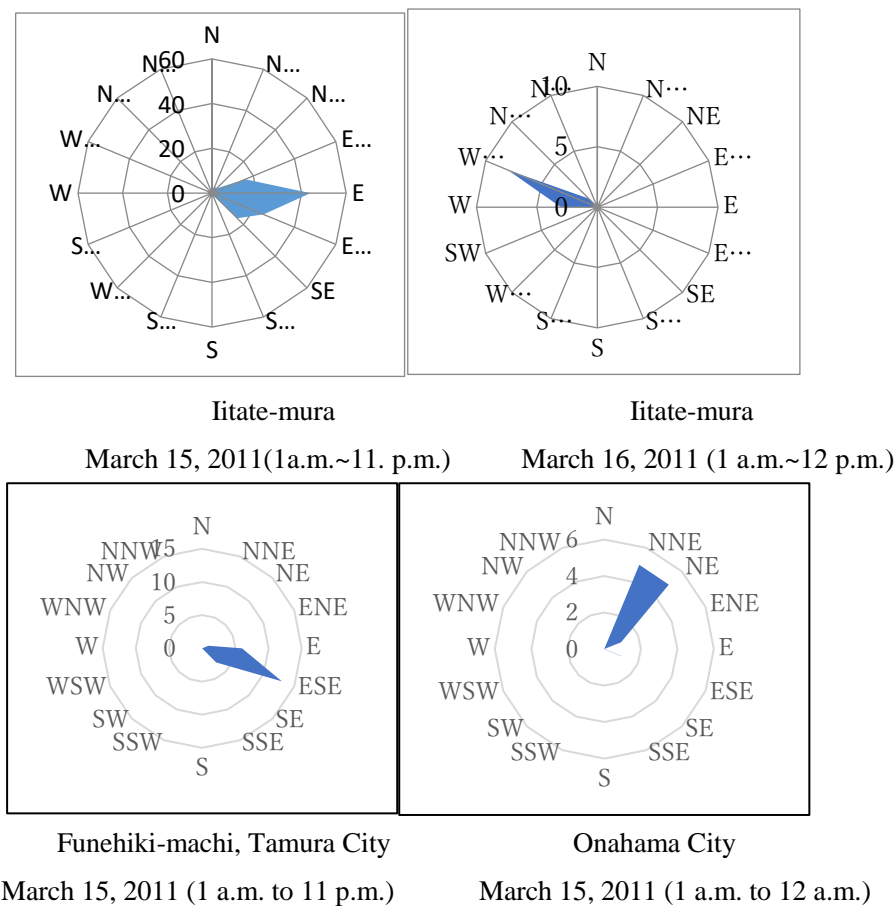 N
N...
N...
E...
E
E...
SE
S...
S
S...
W...
S...
W
W...
N...
N...
60
40
20
0
N
N…
NE
E…
E
E…
SE
S…
S
S…
W…
SW
W
W…
N…
N…
10
5
0
Iitate-mura
Iitate-mura
March 15, 2011(1a.m.~11. p.m.)
March 16, 2011 (1 a.m.~12 p.m.)
N
NNE
NE
ENE
E
ESE
SE
SSE
S
SSW
SW
WSW
W
WNW
NW
NNW
15
10
5
0
N
NNE
NE
ENE
E
ESE
SE
SSE
S
SSW
SW
WSW
W
WNW
NW
NNW
6
4
2
0
Funehiki-machi, Tamura City
Onahama City
March 15, 2011 (1 a.m. to 11 p.m.)
March 15, 2011 (1 a.m. to 12 a.m.)